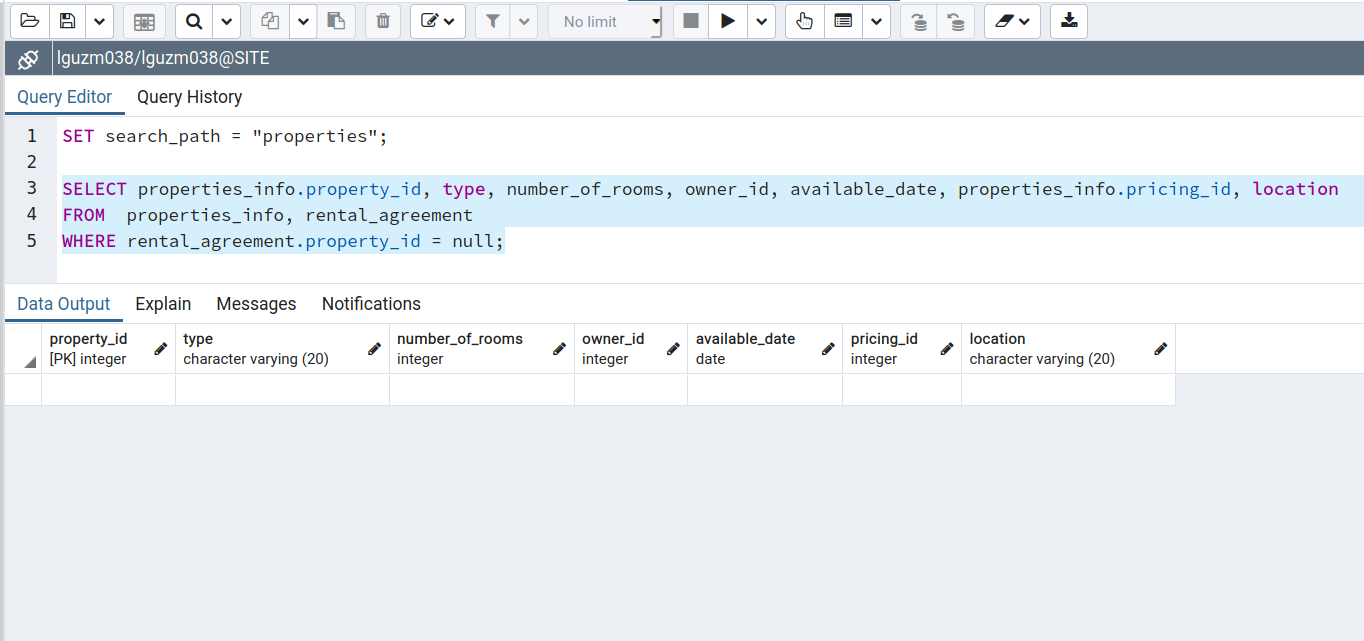 No limit
lguzm038/lguzm038@SITE
Query Editor Query History
1 SET search_path = "properties";
2
3 SELECT properties_info.property_id, type, number_of_rooms, owner_id, available_date, properties_info.pricing_id, location
4 FROM  properties_info, rental_agreement
5 WHERE rental_agreement.property_id = null;
Data Output Explain Messages Notifications
property_id type number_of_rooms owner_id available_date pricing_id location
[PK] integer character varying (20) integer integer date integer character varying (20)